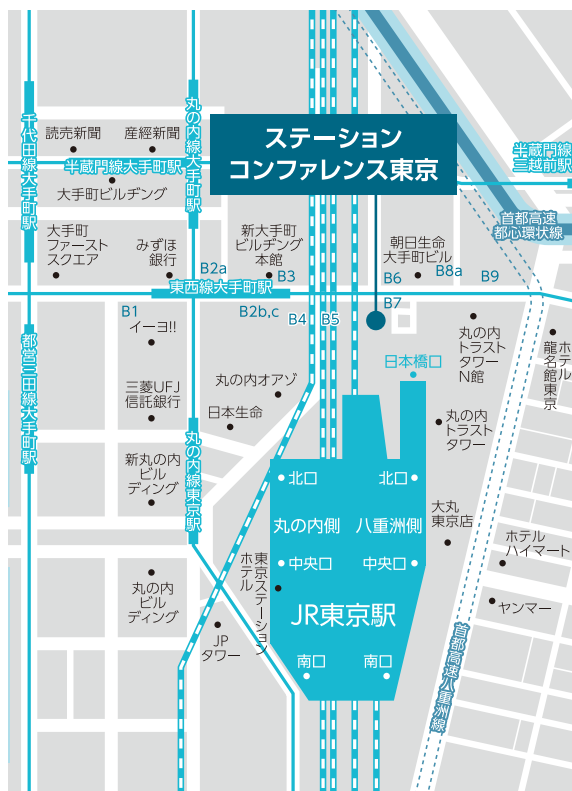 千代田線大手町駅
読売新聞
産經新聞
丸の内線大手町駅
半蔵門線大手町駅
大手町ビルヂング
ステーション
コンファレンス東京
半蔵門線
三越前駅
首都高速
都心環状線
大手町
ファースト
スクエア
みずほ
銀行
新大手町
ビルヂング
本館
朝日生命
大手町ビル
B2a
B3
B6
B8a
B9
東西線大手町駅
B1
B2b,c
B4
B5
B7
イーヨ!!
都営三田線大手町駅
三菱UFJ
信託銀行
丸の内オアゾ
日本生命
日本橋口
丸の内
トラスト
タワー
N館
ホテル
龍名館東京
丸の内
トラスト
タワー
丸の内線東京駅
新丸の内
ビル
ディング
北口
北口
丸の内側
八重洲側
大丸
東京店
中央口
中央口
ホテル
ハイマート
東京ステーション
ホテル
丸の内
ビル
ディング
JR東京駅
ヤンマー
JP
タワー
南口
南口
首都高速八重洲線